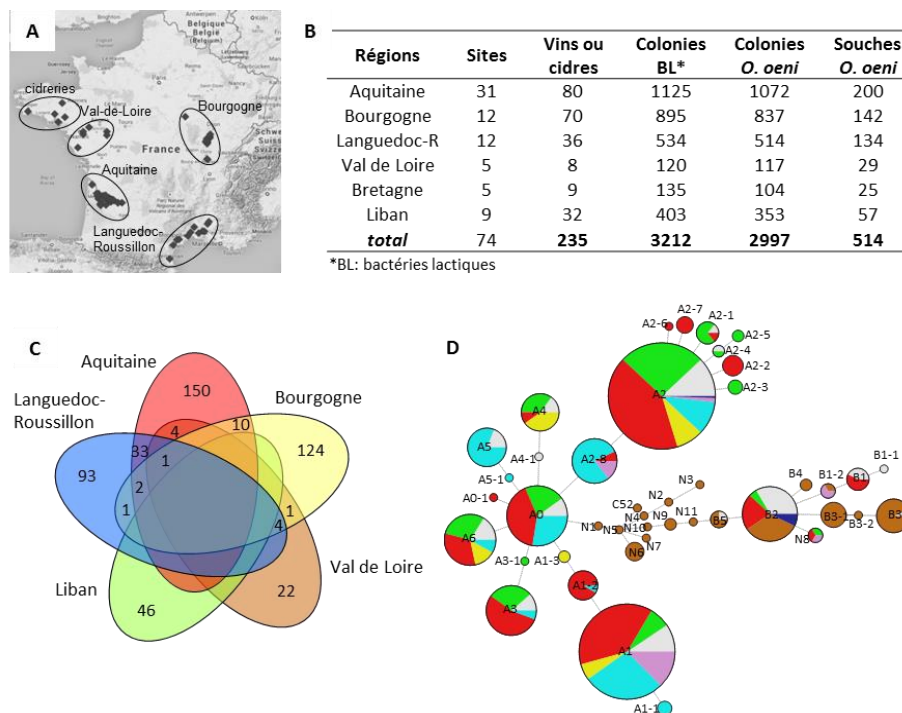 A
Belgique
België
(Belgium)
cidreries
Val-de-Loire
Bourgogne
France
Aquitaine
Languedoc-
Roussillon
B
Régions Sites Vins ou cidres Colonies BL* Colonies O. oeni Souches O. oeni
Aquitaine 31 80 1125 1072 200
Bourgogne 12 70 895 837 142
Languedoc-R 12 36 534 514 134
Val de Loire 5 8 120 117 29
Bretagne 5 9 135 104 25
Liban 9 32 403 353 57
total 74 235 3212 2997 514
*BL: bactéries lactiques
C
Aquitaine
Languedoc-
Roussillon
Bourgogne
Liban
Val de Loire
150
10
4
33
1
124
93
2
1
4
1
22
46
D
A2-6
A2-7
A2-1
A2-5
A2-4
A2-2
A2-3
A2
A4
A5
A4-1
A2-8
A5-1
A0-1
A0
A6
A3-1
A1-3
A3
A1-2
A1
A1-1
N1
N5
C52
N4
N10
N9
N2
N3
N11
N7
N6
B5
B2
B4
B1-2
B1
B1-1
B3-1
B3-2
B3
N8